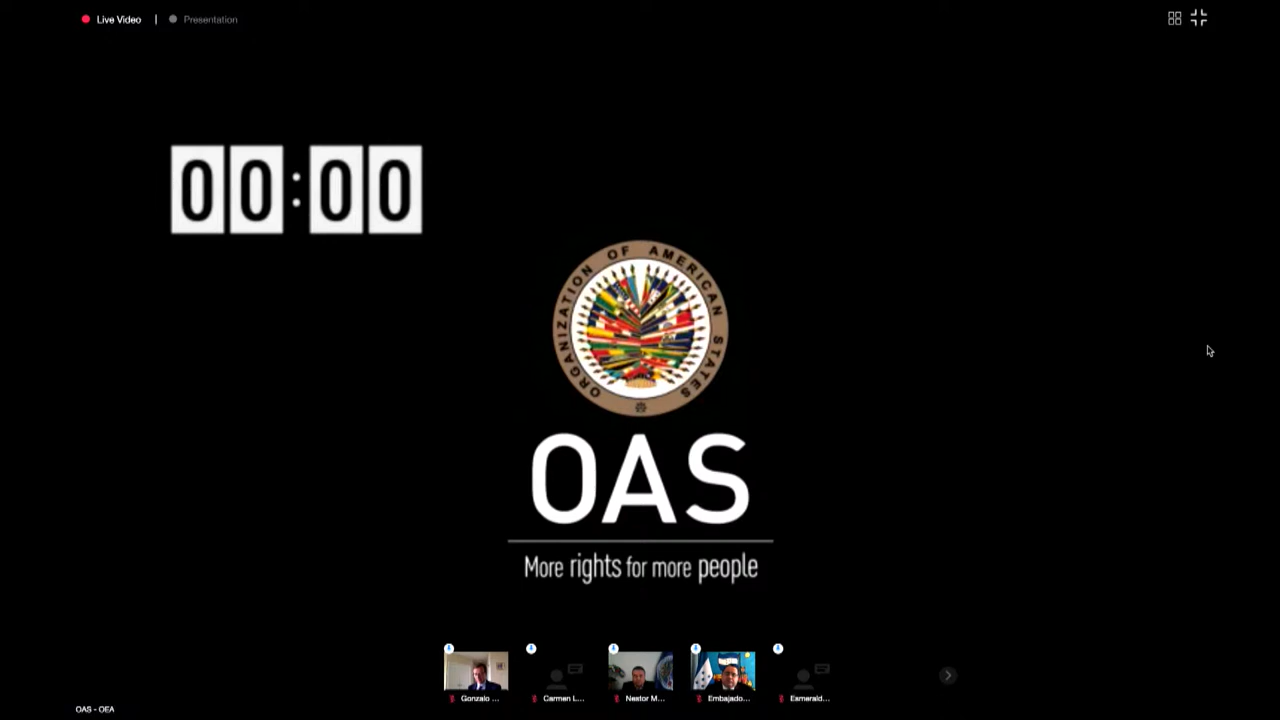 Live Video | Presentation
00:00
ORGANIZATION OF AMERICAN STATES
OAS
More rights for more people
Gonzalo ...
Carmen L...
Nestor M...
Embajado...
Esmerald...
OAS - OEA